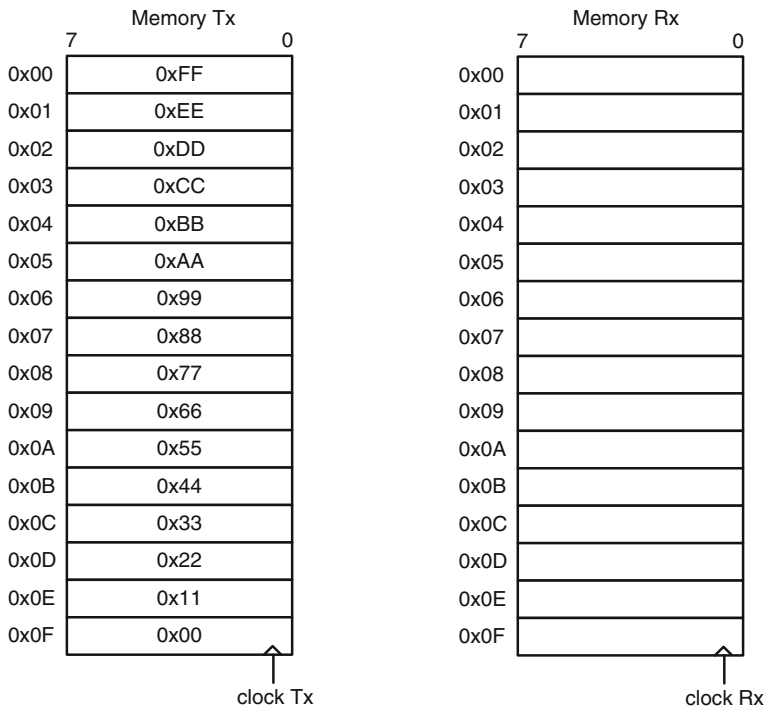 Memory Tx
7 0
0x00 0xFF
0x01 0xEE
0x02 0xDD
0x03 0xCC
0x04 0xBB
0x05 0xAA
0x06 0x99
0x07 0x88
0x08 0x77
0x09 0x66
0x0A 0x55
0x0B 0x44
0x0C 0x33
0x0D 0x22
0x0E 0x11
0x0F 0x00
clock Tx
Memory Rx
7 0
0x00
0x01
0x02
0x03
0x04
0x05
0x06
0x07
0x08
0x09
0x0A
0x0B
0x0C
0x0D
0x0E
0x0F
clock Rx